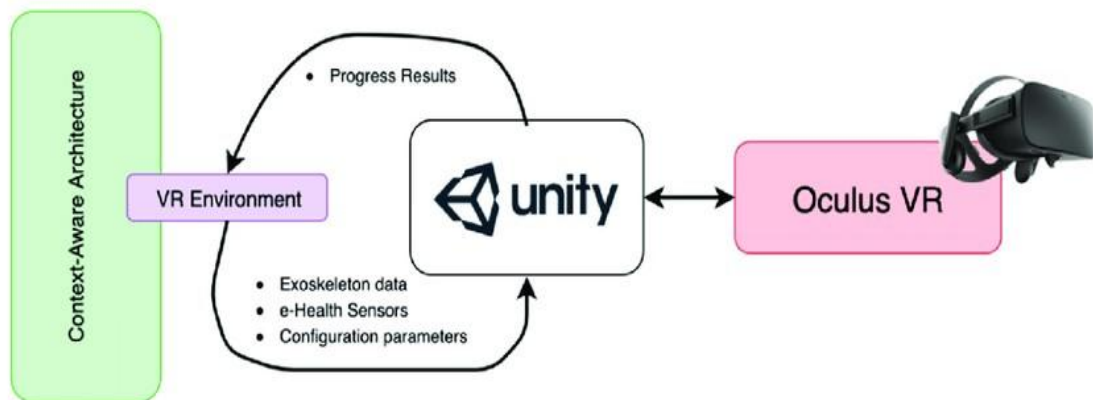 Context-Aware Architecture
• Progress Results
VR Environment
unity
Oculus VR
• Exoskeleton data
• e-Health Sensors
• Configuration parameters